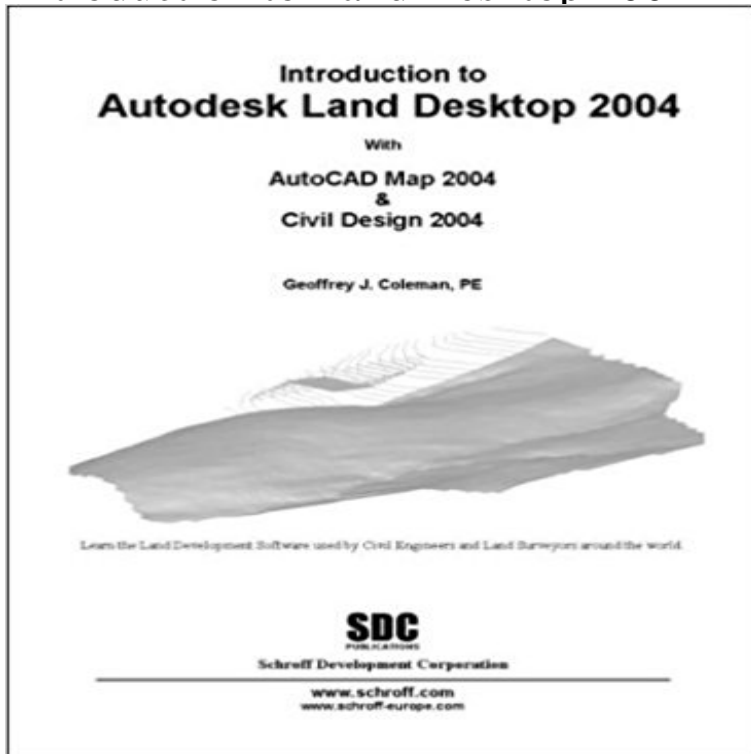 Introduction to
Autodesk Land Desktop 2004
With
AutoCAD Map 2004
&
Civil Design 2004
Geoffrey J. Coleman, PE
Learn the Land Development Software used by Civil Engineers and Land Surveyors around the world.
SDC
PUBLICATIONS
Schroff Development Corporation
www.schroff.com
www.schroff-europe.com